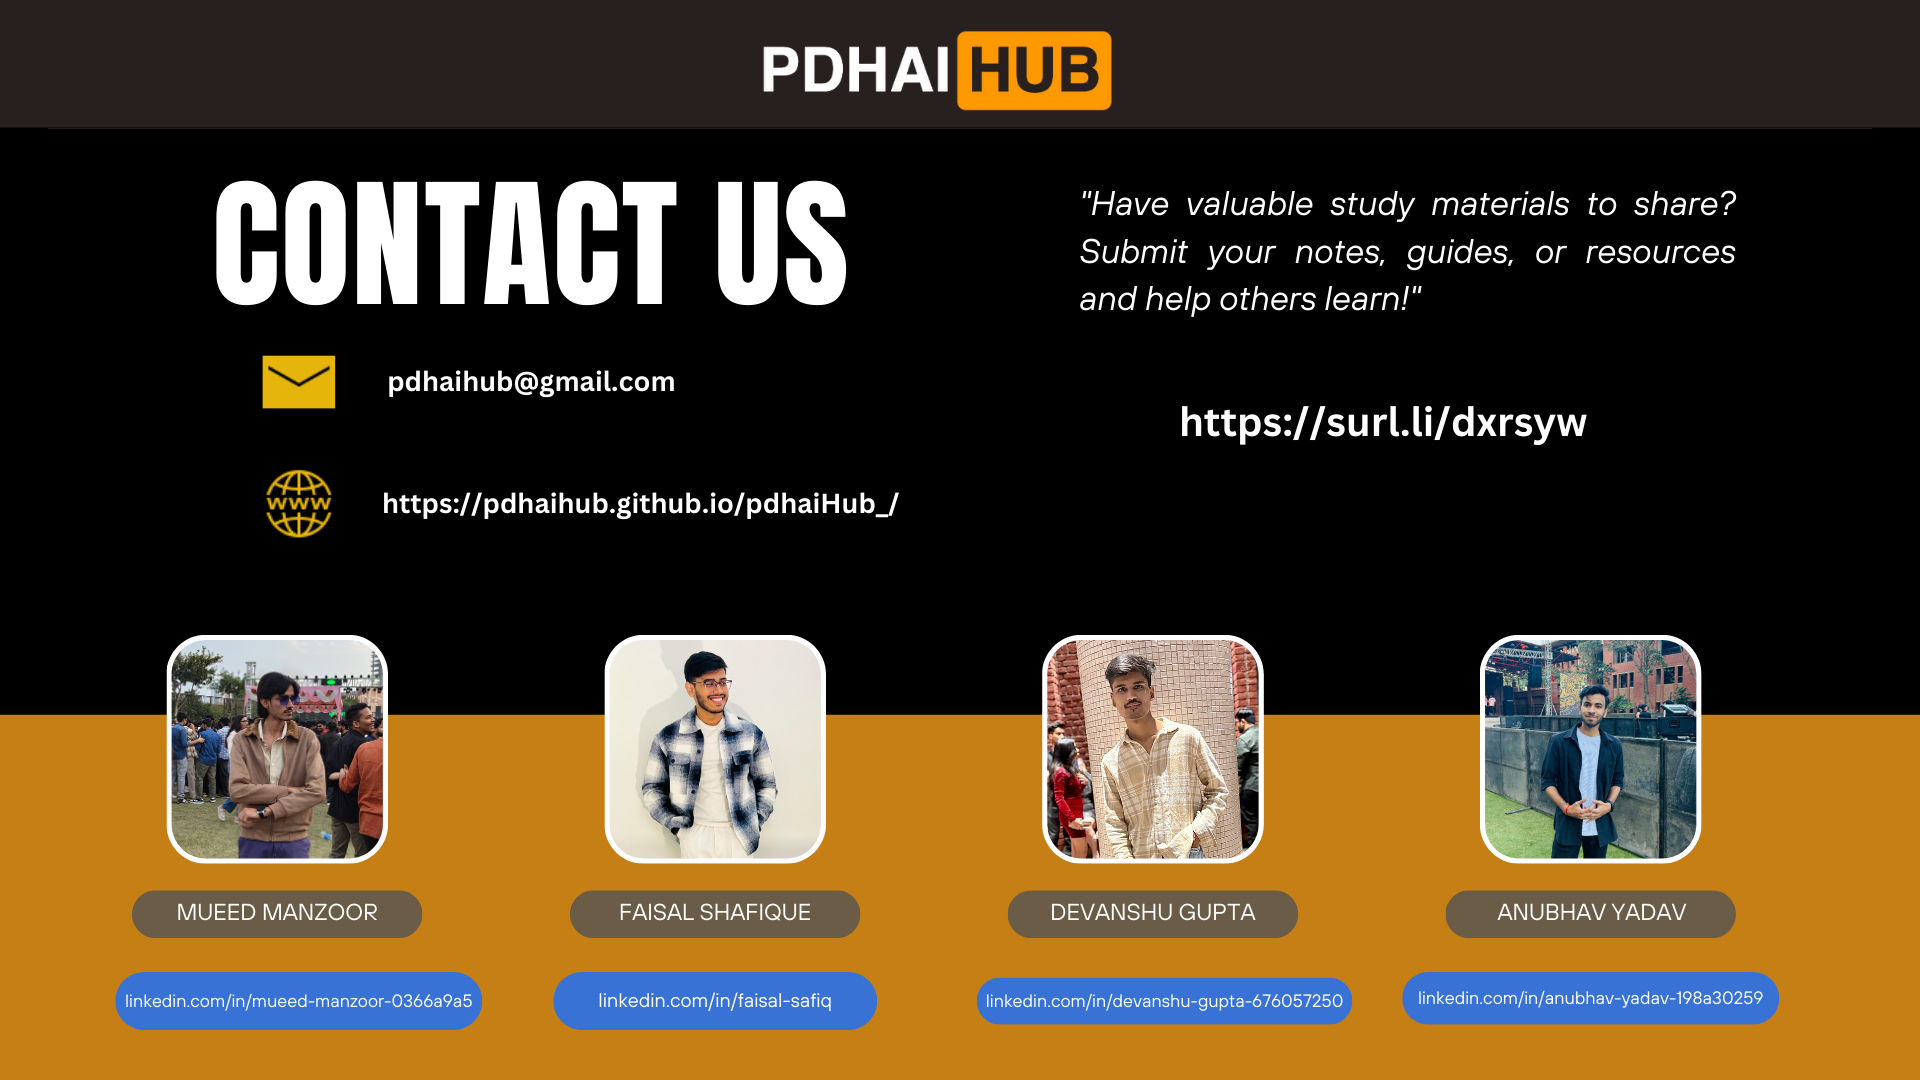 PDHAI HUB
CONTACT US
pdhaihub@gmail.com
WWW
https://pdhaihub.github.io/pdhaiHub_/
"Have valuable study materials to share?
Submit your notes, guides, or resources
and help others learn!"
https://surl.li/dxrsyw
MUEED MANZOOR
FAISAL SHAFIQUE
DEVANSHU GUPTA
ANUBHAV YADAV
linkedin.com/in/mueed-manzoor-0366a9a5
linkedin.com/in/faisal-safiq
linkedin.com/in/devanshu-gupta-676057250
linkedin.com/in/anubhav-yadav-198a30259